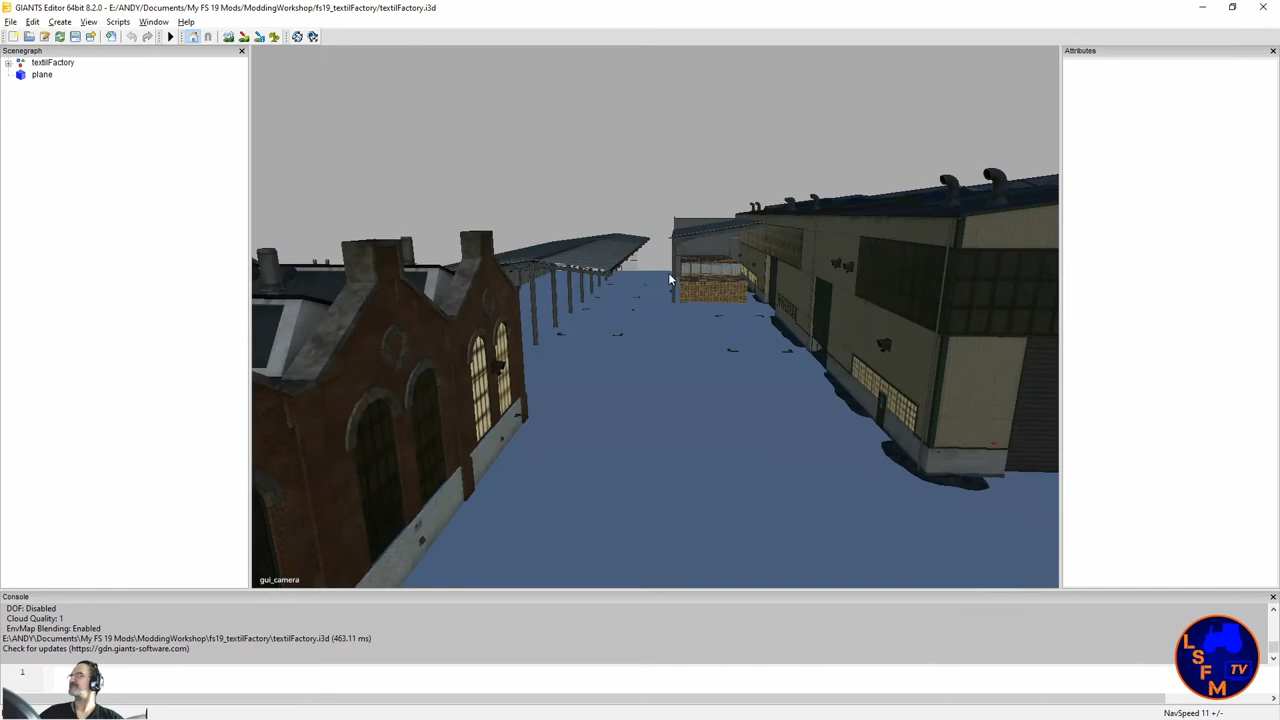 GIANTS Editor 64bit - E:/ANDY/Documents/My FS 19 Mods/ModdingWorkshop/fs19_textilFactory/textilFactory.i3d
File Edit Create View Scripts Window Help
Scenegraph
Attributes
textilFactory
plane
gui_camera
Console
DOF: Disabled
Cloud Quality: 1
EnvMap Blending: Enabled
E:/ANDY/Documents/My FS 19 Mods/ModdingWorkshop/fs19_textilFactory/textilFactory.i3d (463.11 ms)
Check for updates (https://gdn.giants-software.com)
1
LSFM TV
NavSpeed 11 +/-